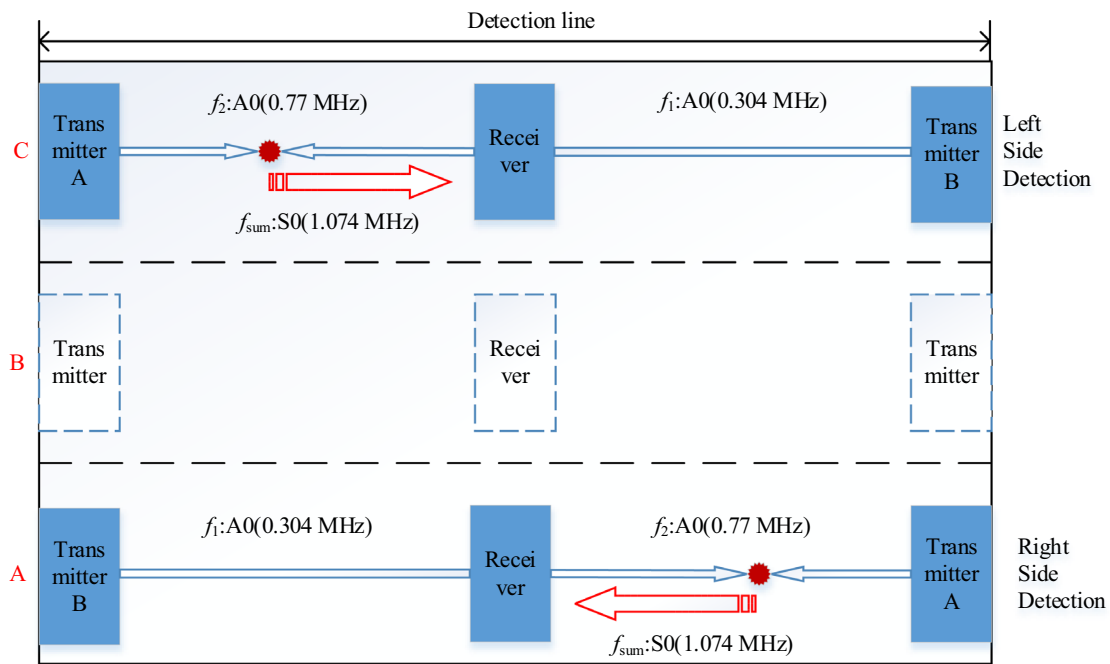 Detection line
f2:A0(0.77 MHz)
f1:A0(0.304 MHz)
C
Trans
mitter
A
Recei
ver
Trans
mitter
B
Left
Side
Detection
fsum:S0(1.074 MHz)
B
Trans
mitter
Recei
ver
Trans
mitter
f1:A0(0.304 MHz)
f2:A0(0.77 MHz)
A
Trans
mitter
B
Recei
ver
Trans
mitter
A
Right
Side
Detection
fsum:S0(1.074 MHz)